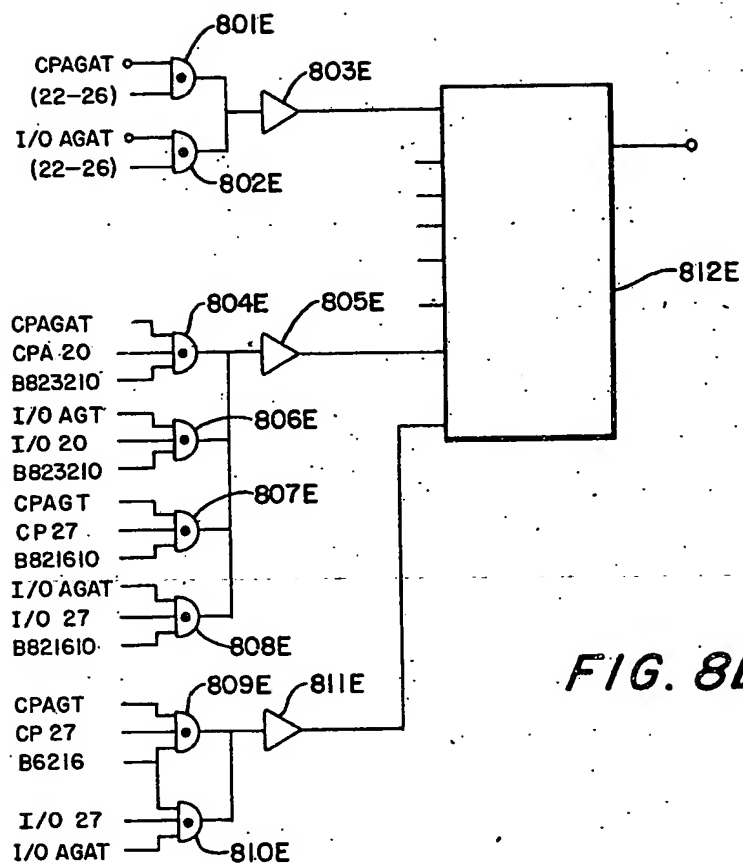 801E
CPAGAT
803E
(22-26)
I/O AGAT
(22-26)
802E
812E
804E
805E
CPAGAT
CPA 20
B823210
I/O AGT
806E
I/O 20
B823210
CPAGT
807E
CP 27
B821610
I/O AGAT
I/O 27
B821610
808E
809E
811E
FIG. 8
CPAGT
CP 27
B6216
I/O 27
I/O AGAT
810E